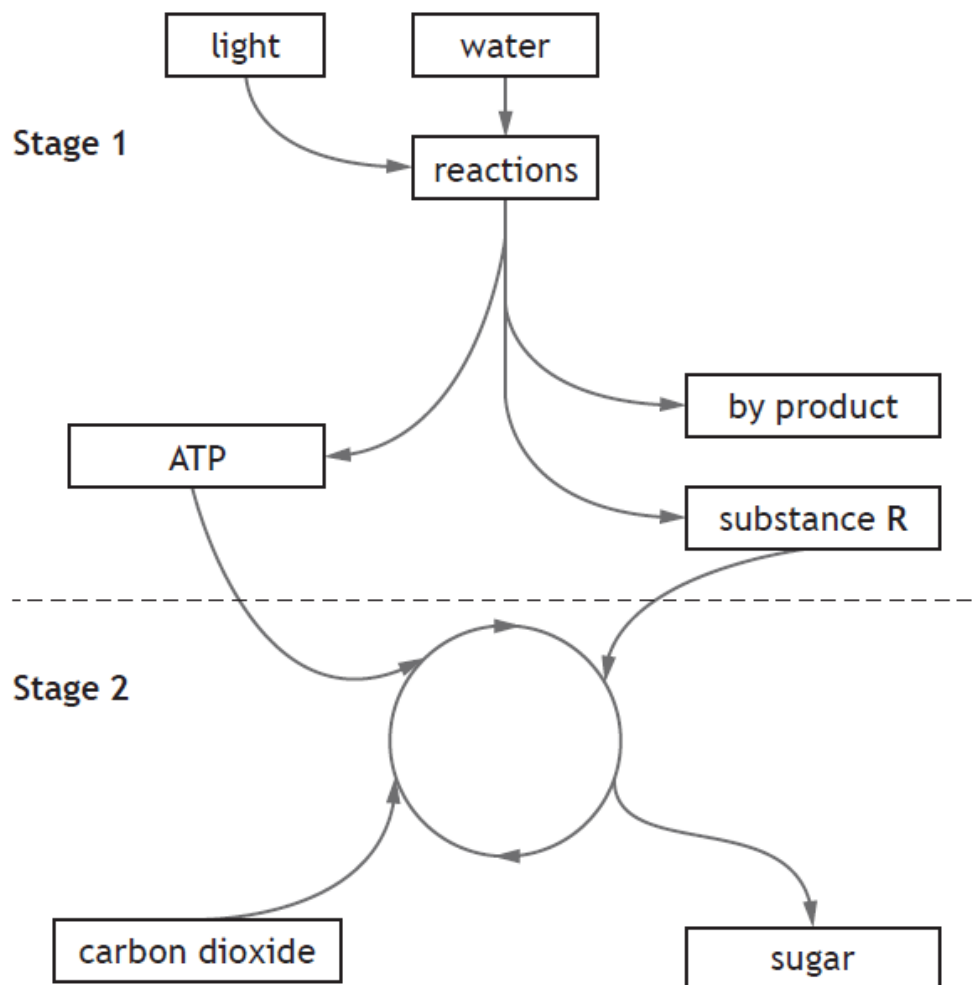 light
water
Stage 1
reactions
by product
ATP
substance R
Stage 2
carbon dioxide
sugar